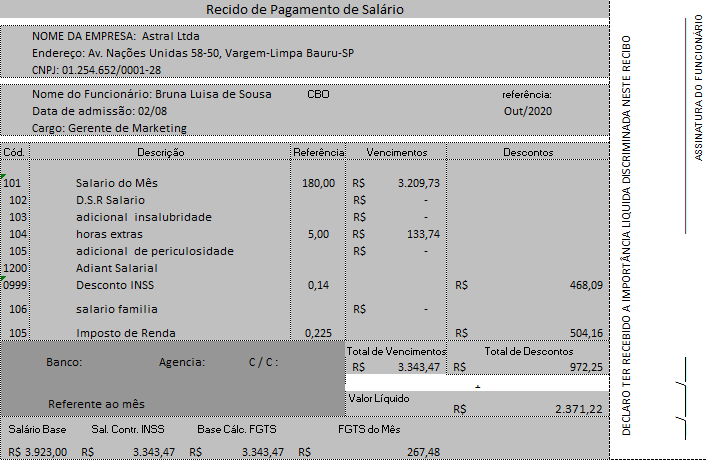 Recido de Pagamento de Salário
NOME DA EMPRESA: Astral Ltda
Endereço: Av. Nações Unidas 58-50, Vargem-Limpa Bauru-SP
CNPJ: 01.254.652/0001-28
Nome do Funcionário: Bruna Luisa de Sousa CBO referência:
Data de admissão: 02/08 Out/2020
Cargo: Gerente de Marketing
Cód. Descrição Referência Vencimentos Descontos
101 Salario do Mês 180,00 R$ 3.209,73
102 D.S.R Salario R$ -
103 adicional insalubridade R$ -
104 horas extras 5,00 R$ 133,74
105 adicional de periculosidade R$ -
1200 Adiant Salarial
0999 Desconto INSS 0,14 R$ 468,09
106 salario familia R$ -
105 Imposto de Renda 0,225 R$ 504,16
Banco: Agencia: C / C :
Total de Vencimentos Total de Descontos
R$ 3.343,47 R$ 972,25
Referente ao mês
Valor Líquido
R$ 2.371,22
Salário Base Sal. Contr. INSS Base Cálc. FGTS FGTS do Mês
R$ 3.923,00 R$ 3.343,47 R$ 3.343,47 R$ 267,48
DECLARO TER RECEBIDO A IMPORTÂNCIA LIQUIDA DISCRIMINADA NESTE RECIBO
ASSINATURA DO FUNCIONÁRIO
___/___/___